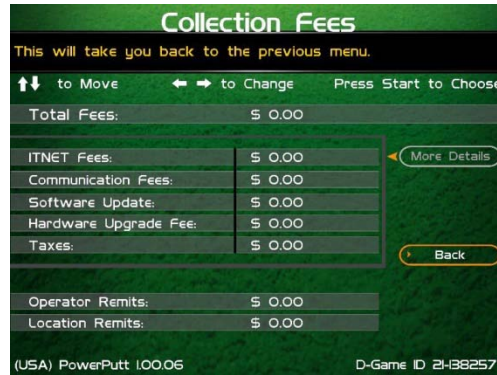 Collection Fees
This will take you back to the previous menu.
to Move to Change Press Start to Choose
Total Fees: $ 0.00
ITNET Fees: $ 0.00
More Details
Communication Fees: $ 0.00
Software Update: $ 0.00
Hardware Upgrade Fee: $ 0.00
Taxes: $ 0.00
Back
Operator Remits: $ 0.00
Location Remits: $ 0.00
(USA) PowerPutt 1.00.06 D-Game ID 21-138257